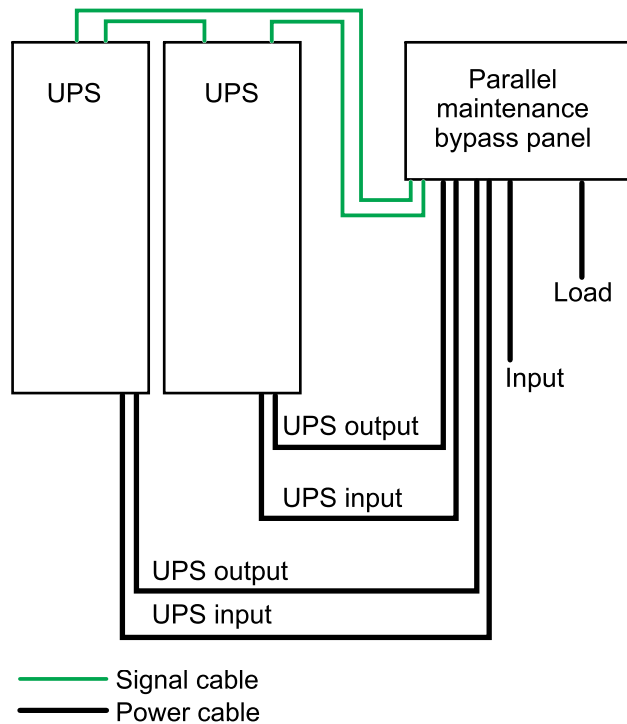 UPS
UPS
Parallel
maintenance
bypass panel
Load
Input
UPS output
UPS input
UPS output
UPS input
Signal cable
Power cable